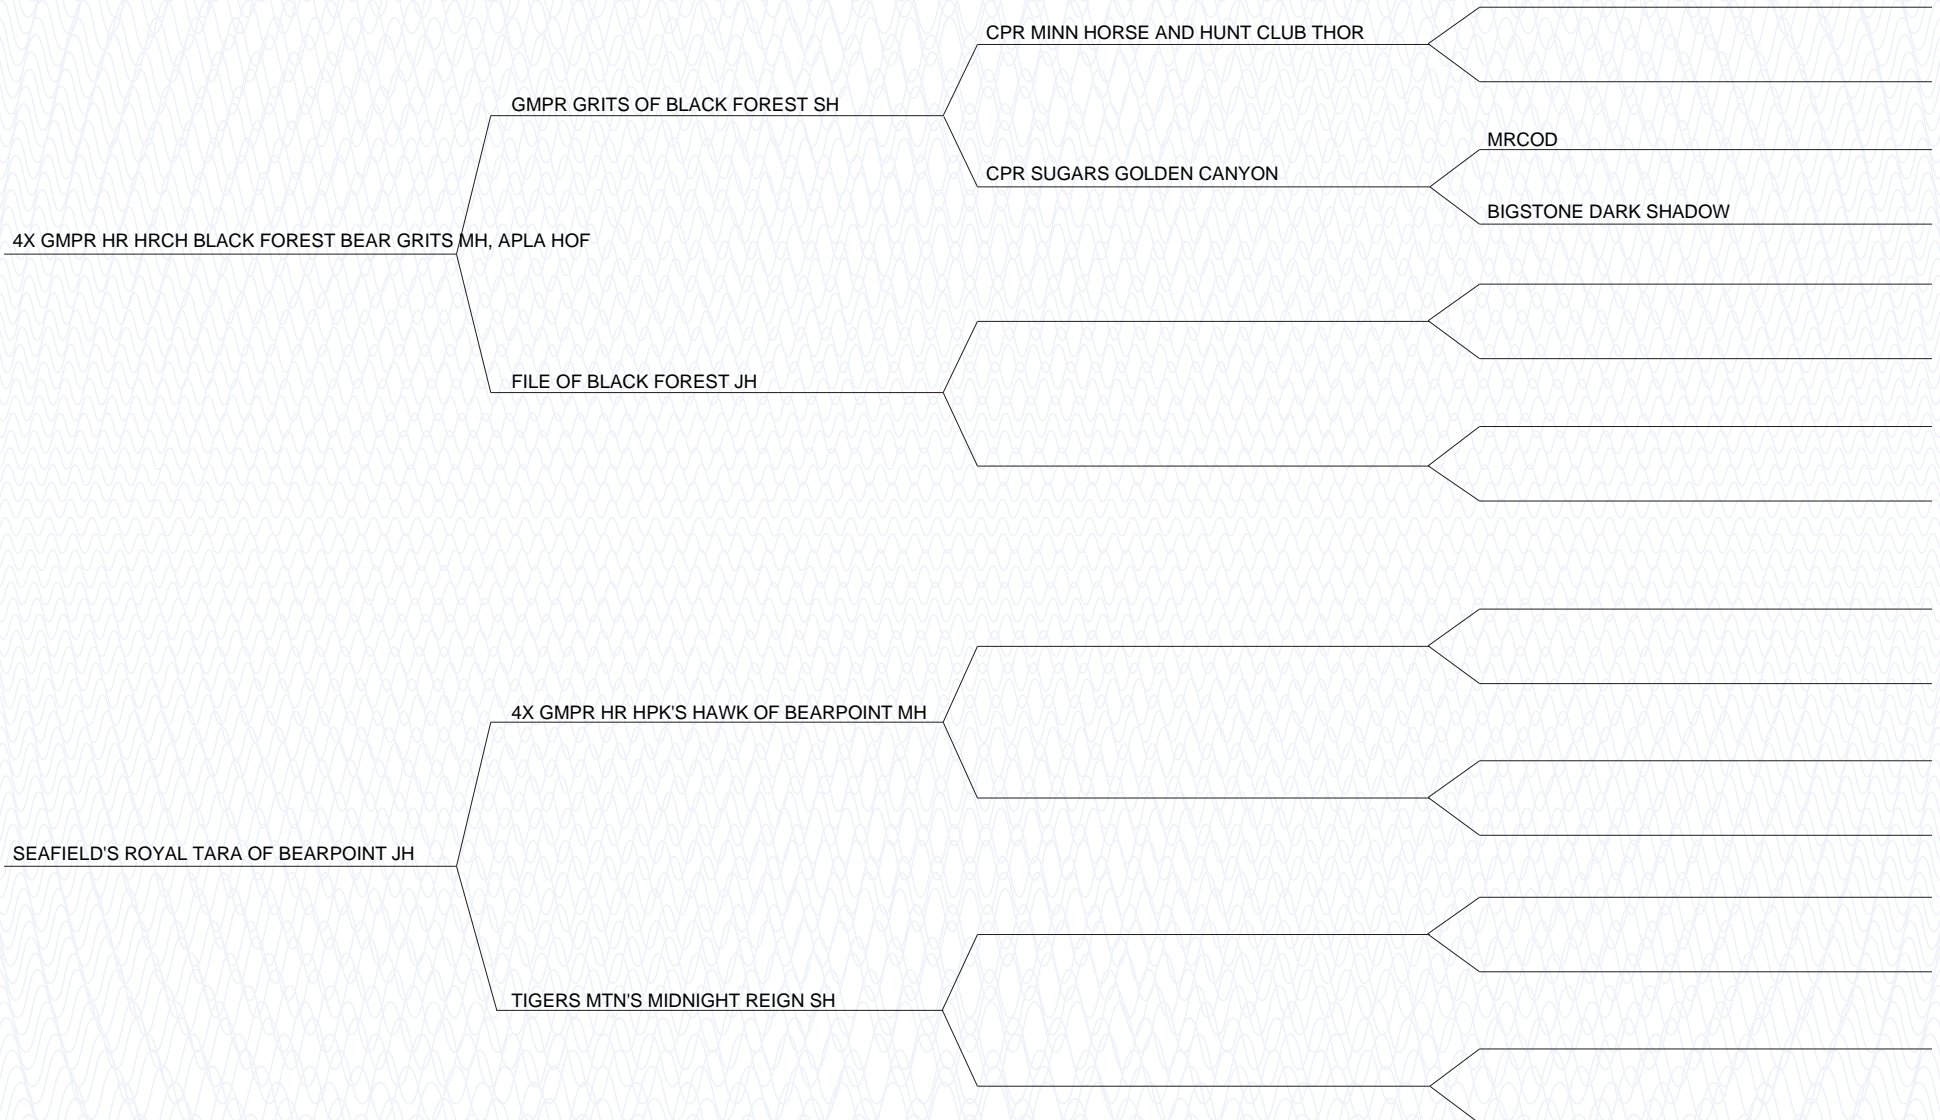 CPR MINN HORSE AND HUNT CLUB THOR
GMPR GRITS OF BLACK FOREST SH
MRCOD
CPR SUGARS GOLDEN CANYON
BIGSTONE DARK SHADOW
4X GMPR HR HRCH BLACK FOREST BEAR GRITS MH, APLA HOF
FILE OF BLACK FOREST JH
4X GMPR HR HPK'S HAWK OF BEARPOINT MH
SEAFIELD'S ROYAL TARA OF BEARPOINT JH
TIGERS MTN'S MIDNIGHT REIGN SH